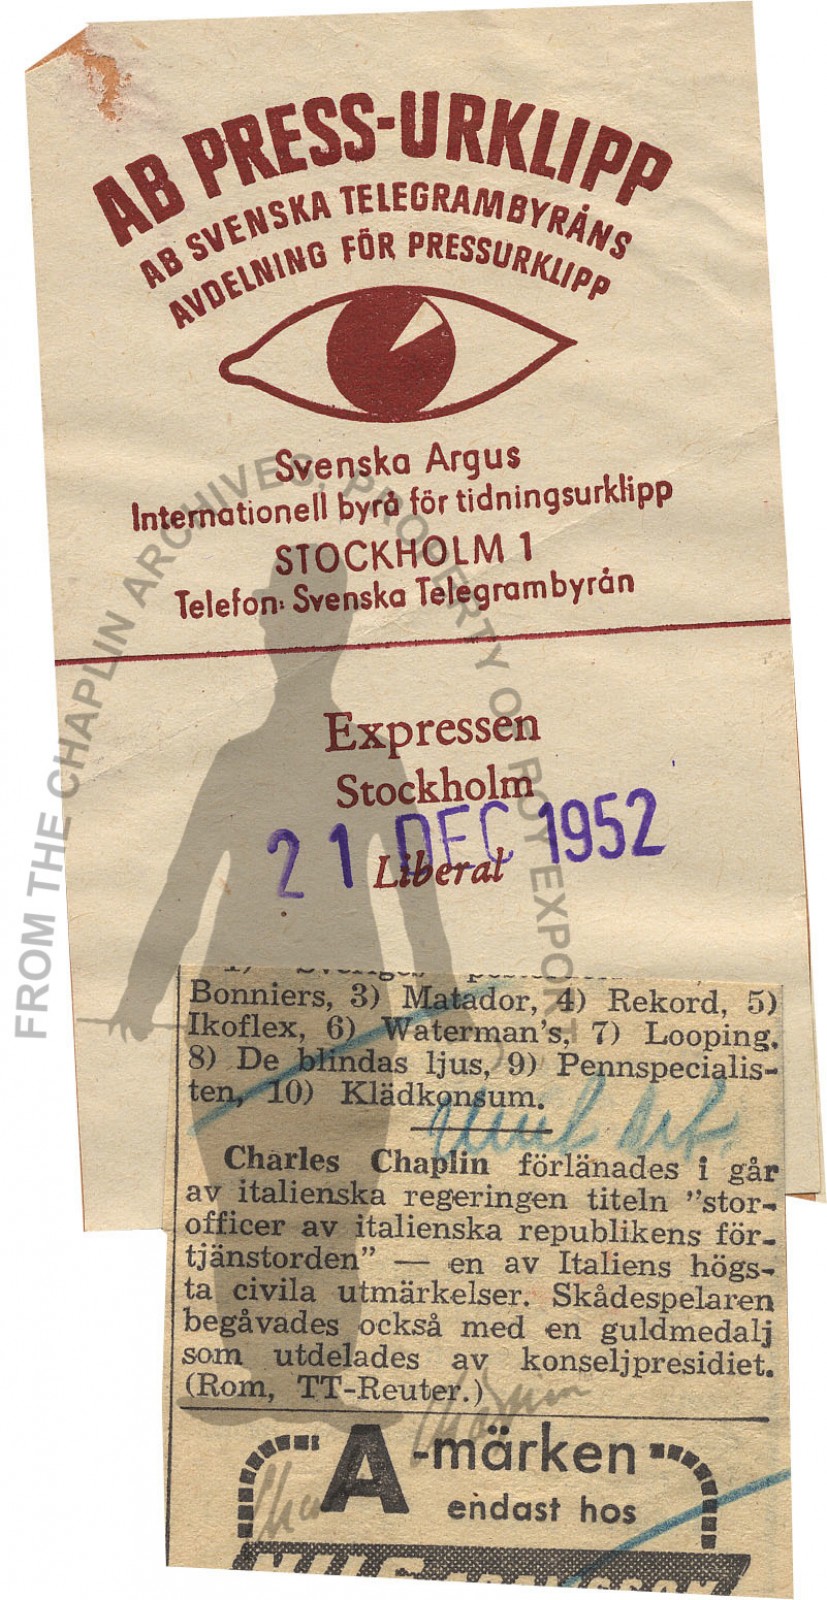 AB PRESS-URKLIPP
AB SVENSKA TELEGRAMBYRÅNS
AVDELNING FÖR PRESSURKLIPP
Svenska Argus
Internationell byrå för tidningsurklipp
STOCKHOLM 1
Telefon: Svenska Telegrambyrån
FROM THE CHAPLIN ARCHIVES, PROPERTY OF ROY EXPORT
Expressen
Stockholm
21 DEC 1952
Liberal
1) Sveriges
Bonniers, 3) Matador, 4) Rekord, 5)
Ikoflex, 6) Waterman's, 7) Looping.
8) De blindas ljus, 9) Pennspecialis-
ten, 10) Klädkonsum.
Charles Chaplin förlänades i går
av italienska regeringen titeln "stor-
officer av italienska republikens för-
tjänstorden" — en av Italiens högs-
ta civila utmärkelser. Skådespelaren
begåvades också med en guldmedalj
som utdelades av konseljpresidiet.
(Rom, TT-Reuter.)
A-märken
endast hos